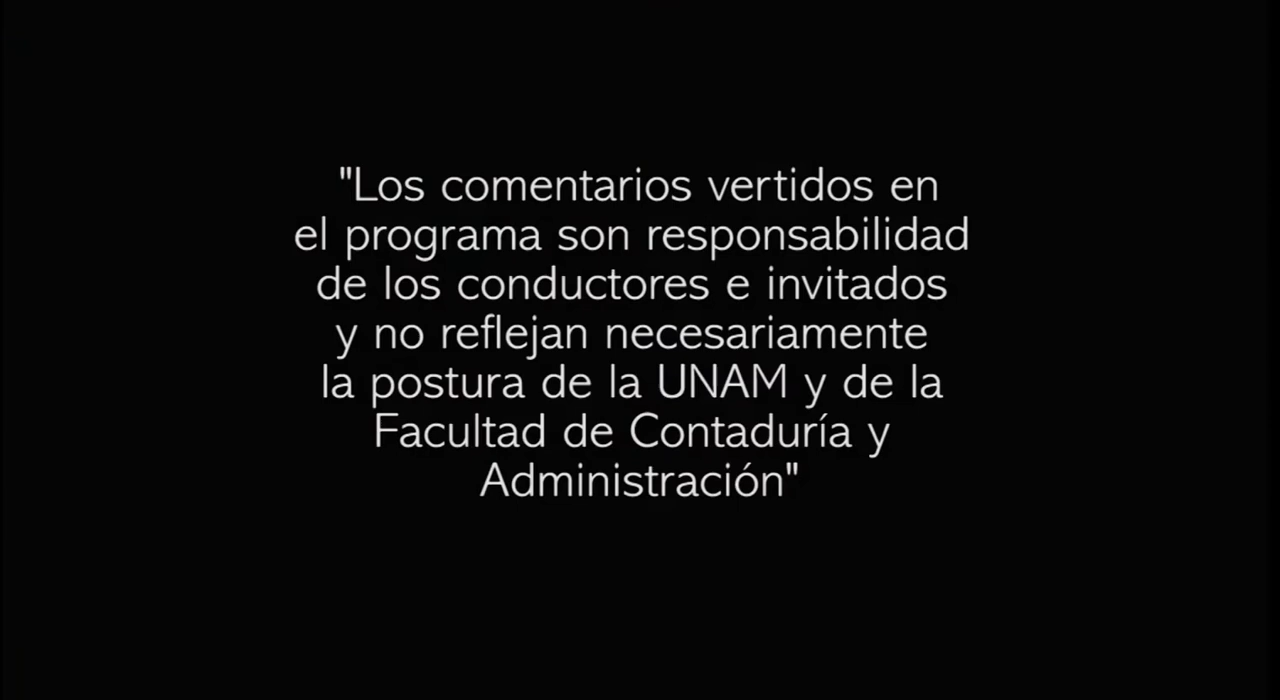 "Los comentarios vertidos en
el programa son responsabilidad
de los conductores e invitados
y no reflejan necesariamente
la postura de la UNAM y de la
Facultad de Contaduría y
Administración"